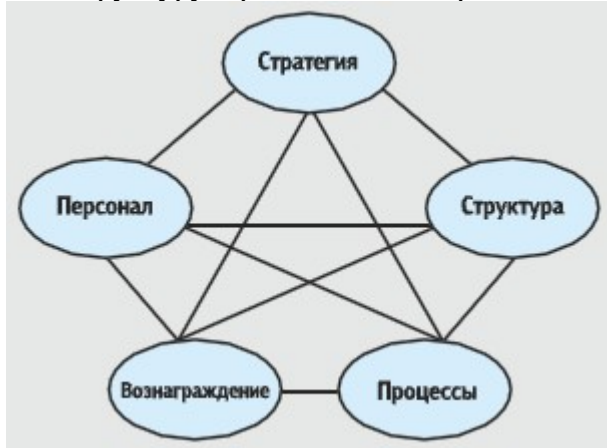 Стратегия
Персонал
Структура
Вознаграждение
Процессы